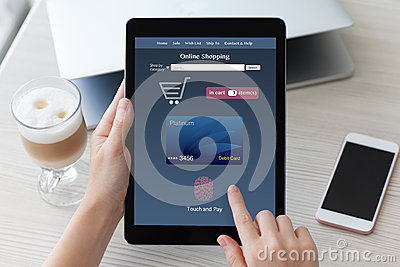 Home Sale Wish List Ship To Contact & Help
Online Shopping
Shop by category
Search
in cart 1 item(s)
Platinum
•••• 3456
Debit Card
Touch and Pay
dreamstime